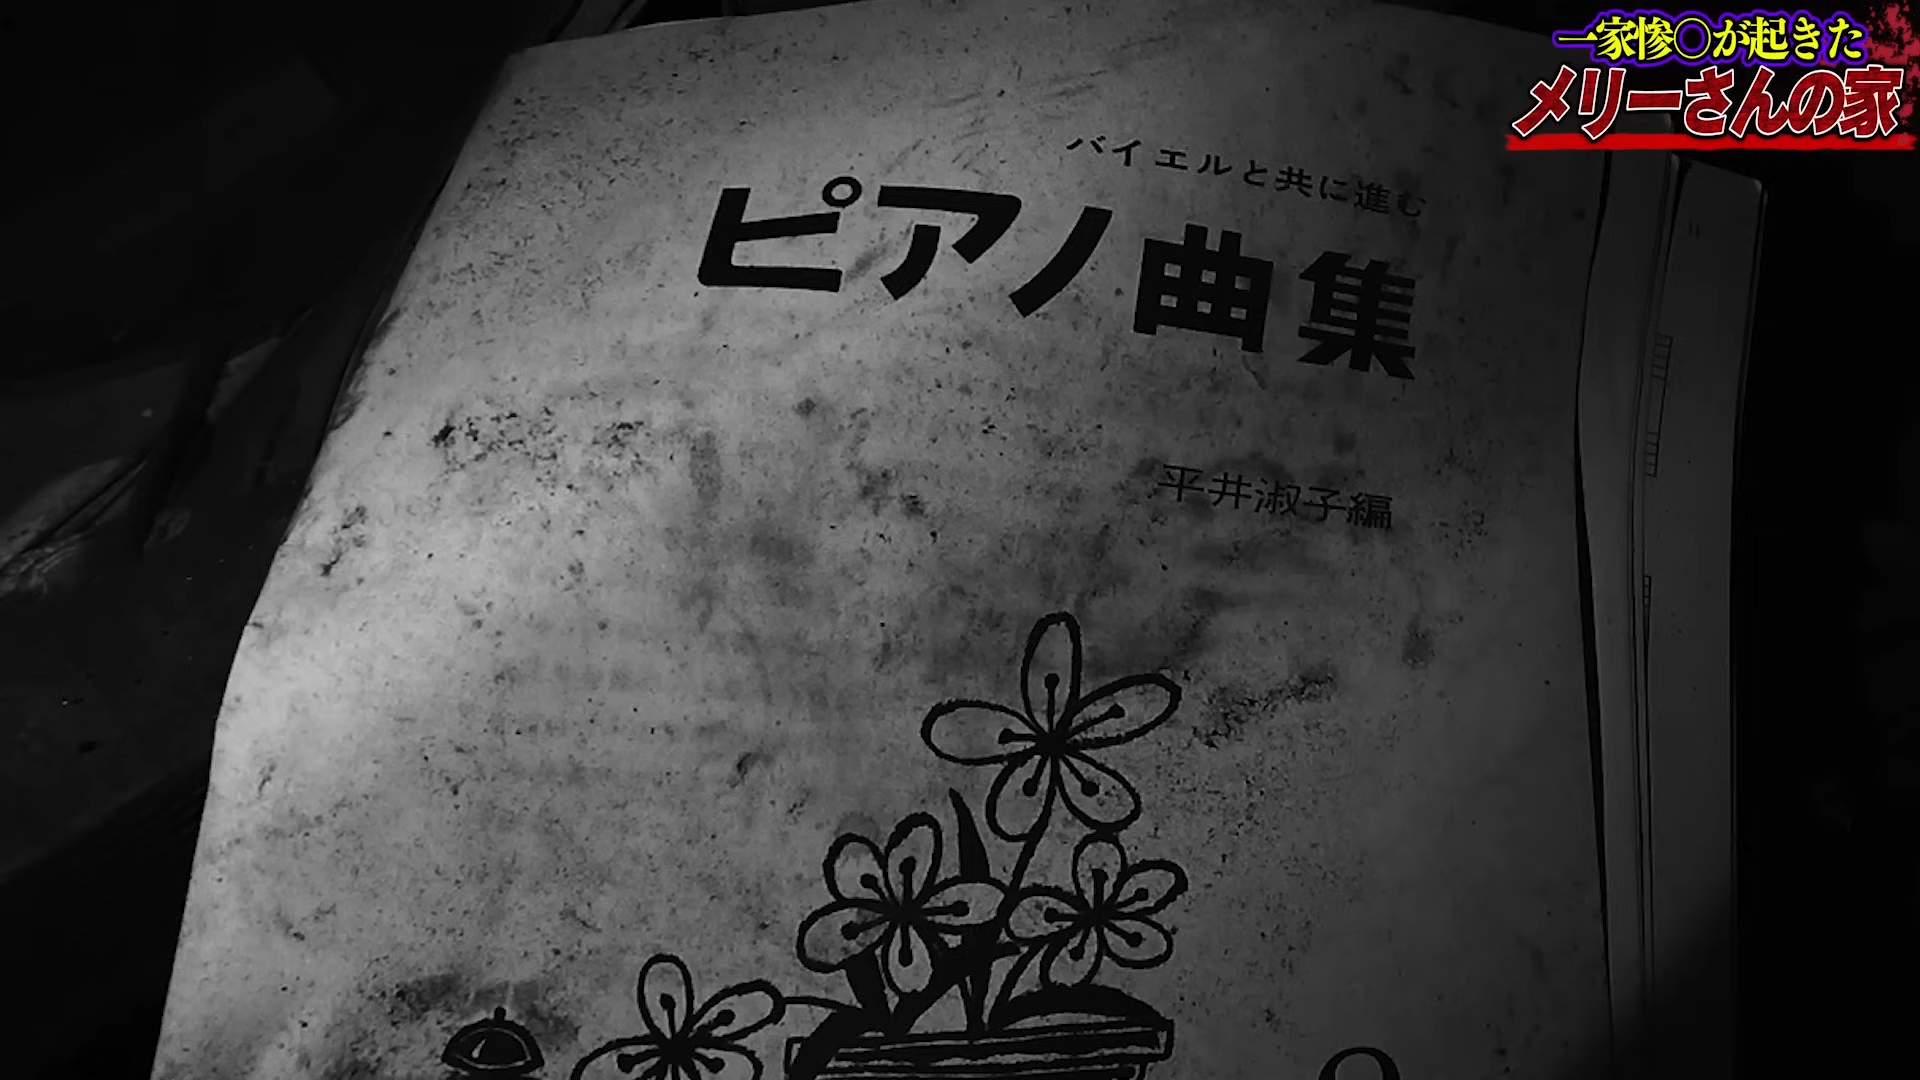 一家惨〇が起きた
メリーさんの家
バイエルと共に進む
ピアノ曲集
平井淑子編